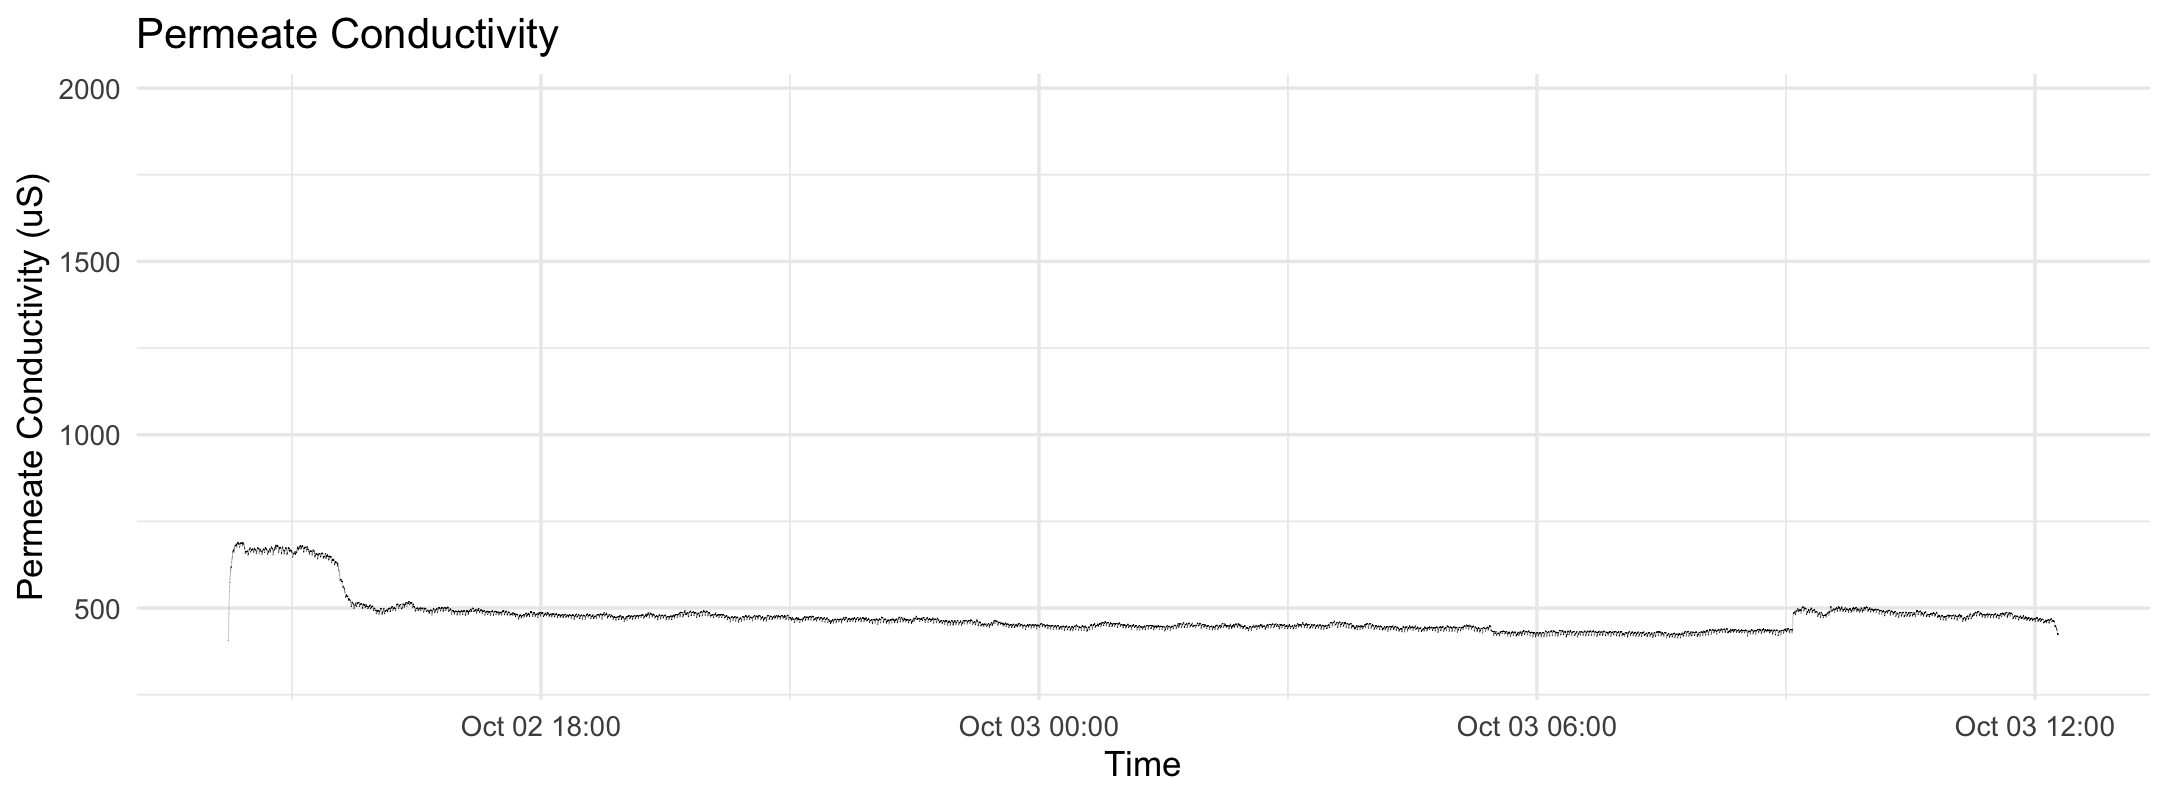 Permeate Conductivity
Permeate Conductivity (uS)
2000
1500
1000
500
Oct 02 18:00
Oct 03 00:00
Oct 03 06:00
Oct 03 12:00
Time